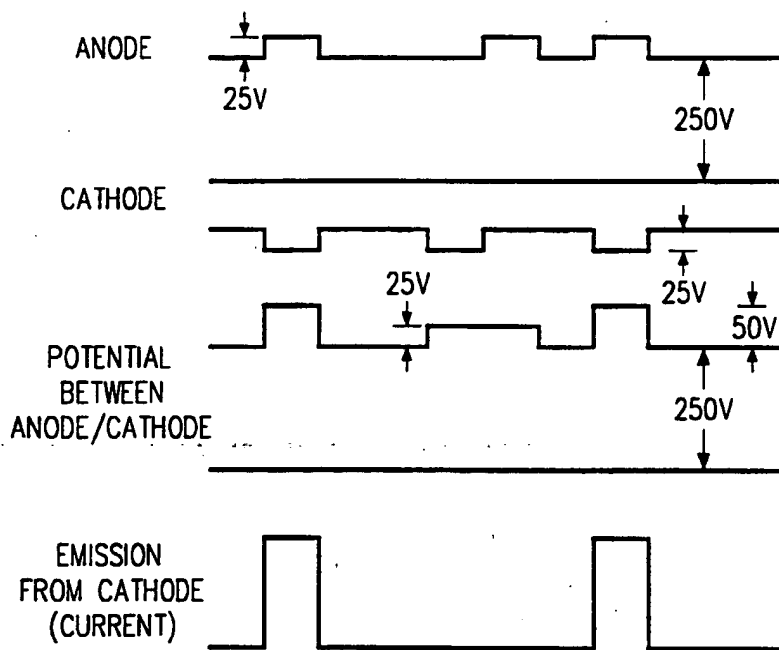 ANODE
25V
250V
CATHODE
25V
25V
50V
POTENTIAL
BETWEEN
ANODE/CATHODE
250V
EMISSION
FROM CATHODE
(CURRENT)